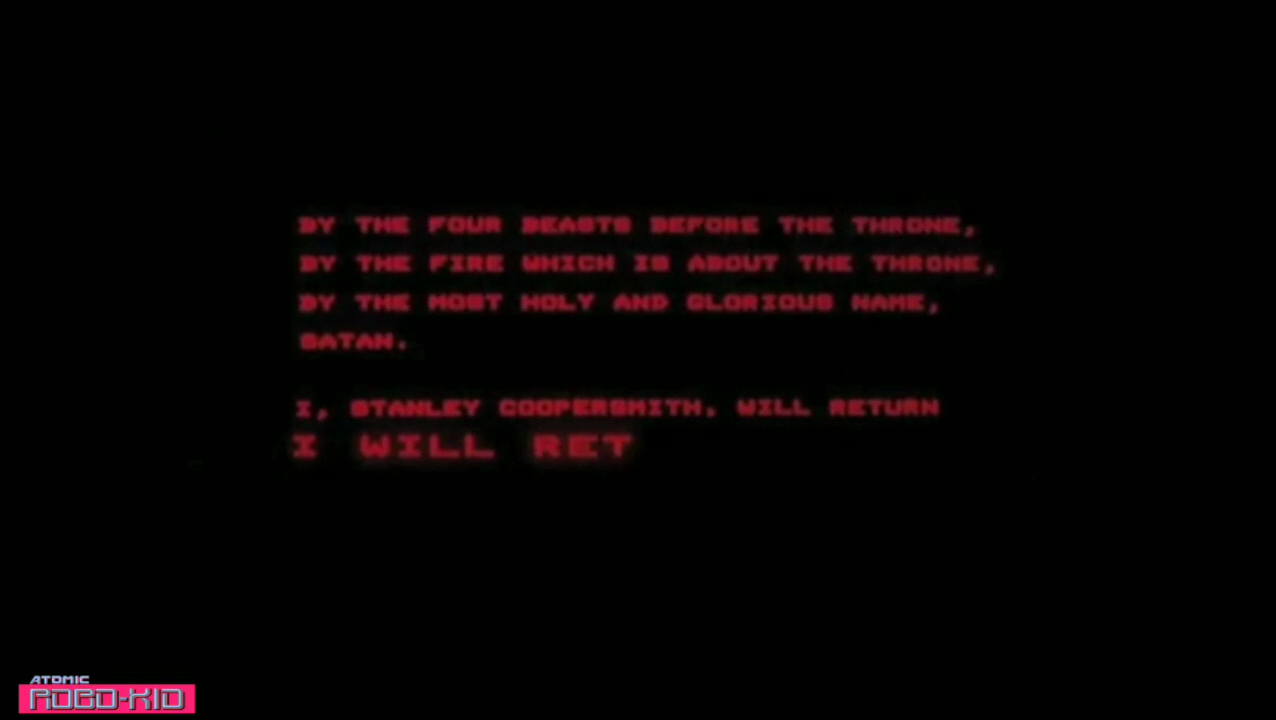 BY THE FOUR BEASTS BEFORE THE THRONE,
BY THE FIRE WHICH IS ABOUT THE THRONE,
BY THE MOST HOLY AND GLORIOUS NAME,
SATAN.
I, STANLEY COOPERSMITH, WILL RETURN
I WILL RET
ATOMIC
ROBO-KID